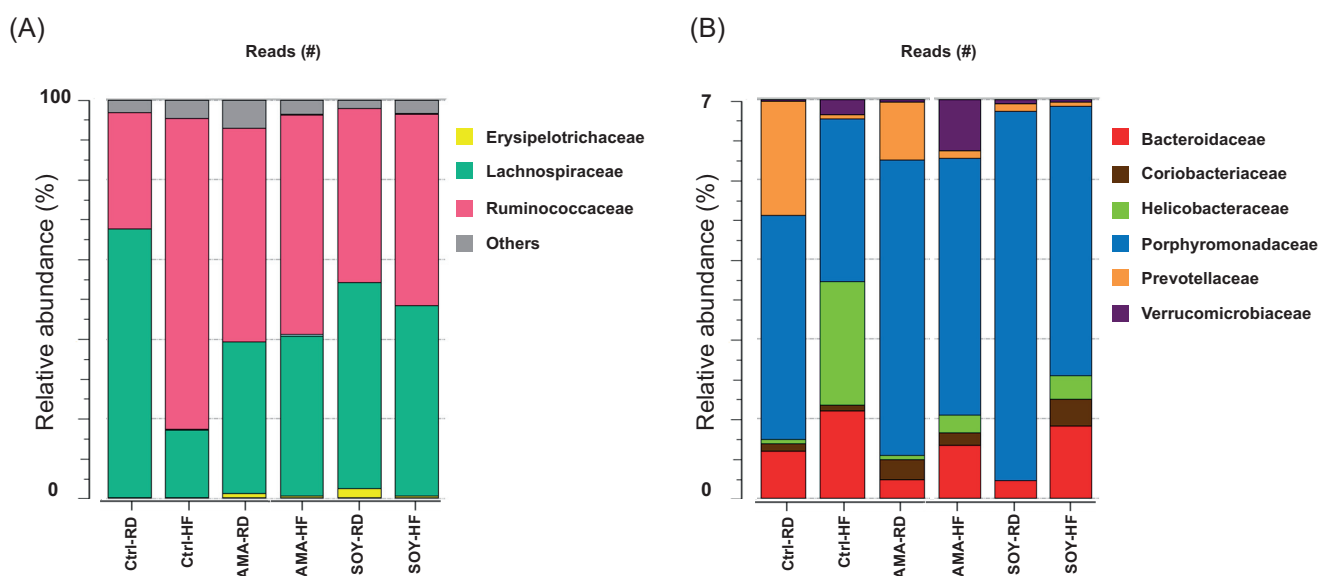 (A)
Reads (#)
100
0
Relative abundance (%)
Ctrl-RD
Ctrl-HF
AMA-RD
AMA-HF
SOY-RD
SOY-HF
Erysipelotrichaceae
Lachnospiraceae
Ruminococcaceae
Others
(B)
Reads (#)
7
0
Relative abundance (%)
Ctrl-RD
Ctrl-HF
AMA-RD
AMA-HF
SOY-RD
SOY-HF
Bacteroidaceae
Coriobacteriaceae
Helicobacteraceae
Porphyromonadaceae
Prevotellaceae
Verrucomicrobiaceae